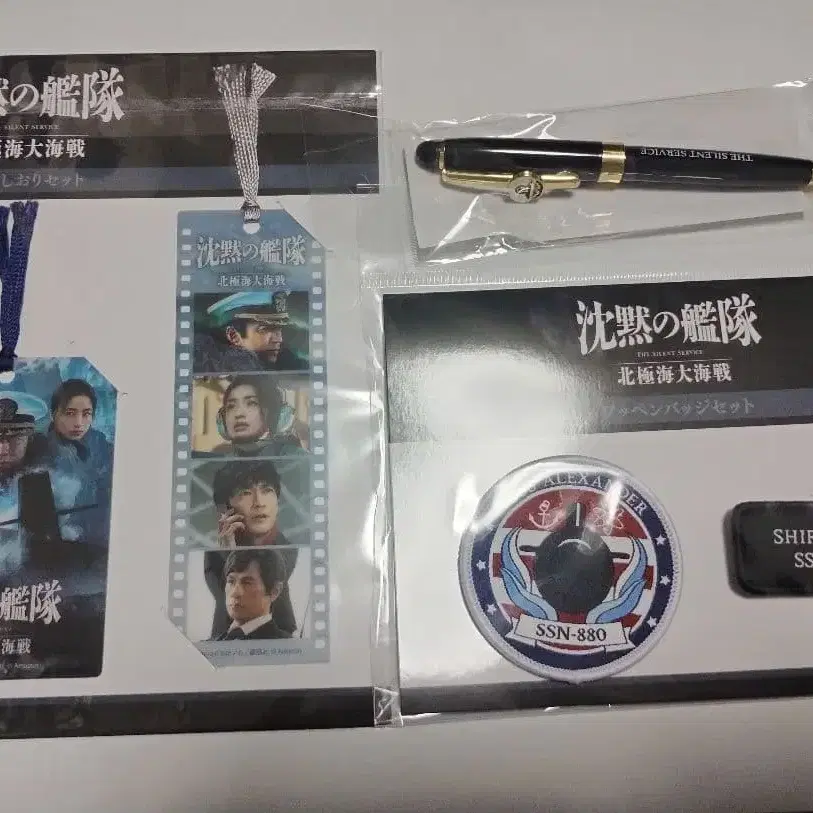 黙の艦隊
THE SILENT SERVICE
極海大海戦
しおりセット
沈黙の艦隊
北極海大海戦
艦隊
海戦
THE SILENT SERVICE
沈黙の艦隊
THE SILENT SERVICE
北極海大海戦
ワッペンバッジセット
ALEXANDER
SSN-880
SHIP
SS